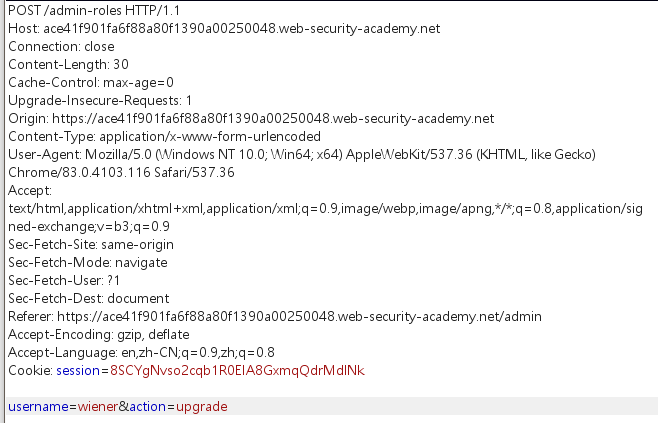 POST /admin-roles HTTP/1.1
Host: ace41f901fa6f88a80f1390a00250048.web-security-academy.net
Connection: close
Content-Length: 30
Cache-Control: max-age=0
Upgrade-Insecure-Requests: 1
Origin: https://ace41f901fa6f88a80f1390a00250048.web-security-academy.net
Content-Type: application/x-www-form-urlencoded
User-Agent: Mozilla/5.0 (Windows NT 10.0; Win64; x64) AppleWebKit/537.36 (KHTML, like Gecko)
Chrome/83.0.4103.116 Safari/537.36
Accept:
text/html,application/xhtml+xml,application/xml;q=0.9,image/webp,image/apng,*/*;q=0.8,application/sig
ned-exchange;v=b3;q=0.9
Sec-Fetch-Site: same-origin
Sec-Fetch-Mode: navigate
Sec-Fetch-User: ?1
Sec-Fetch-Dest: document
Referer: https://ace41f901fa6f88a80f1390a00250048.web-security-academy.net/admin
Accept-Encoding: gzip, deflate
Accept-Language: en,zh-CN;q=0.9,zh;q=0.8
Cookie: session=8SCYgNvso2cqb1R0EIA8GxmqQdrMdlNk
username=wiener&action=upgrade